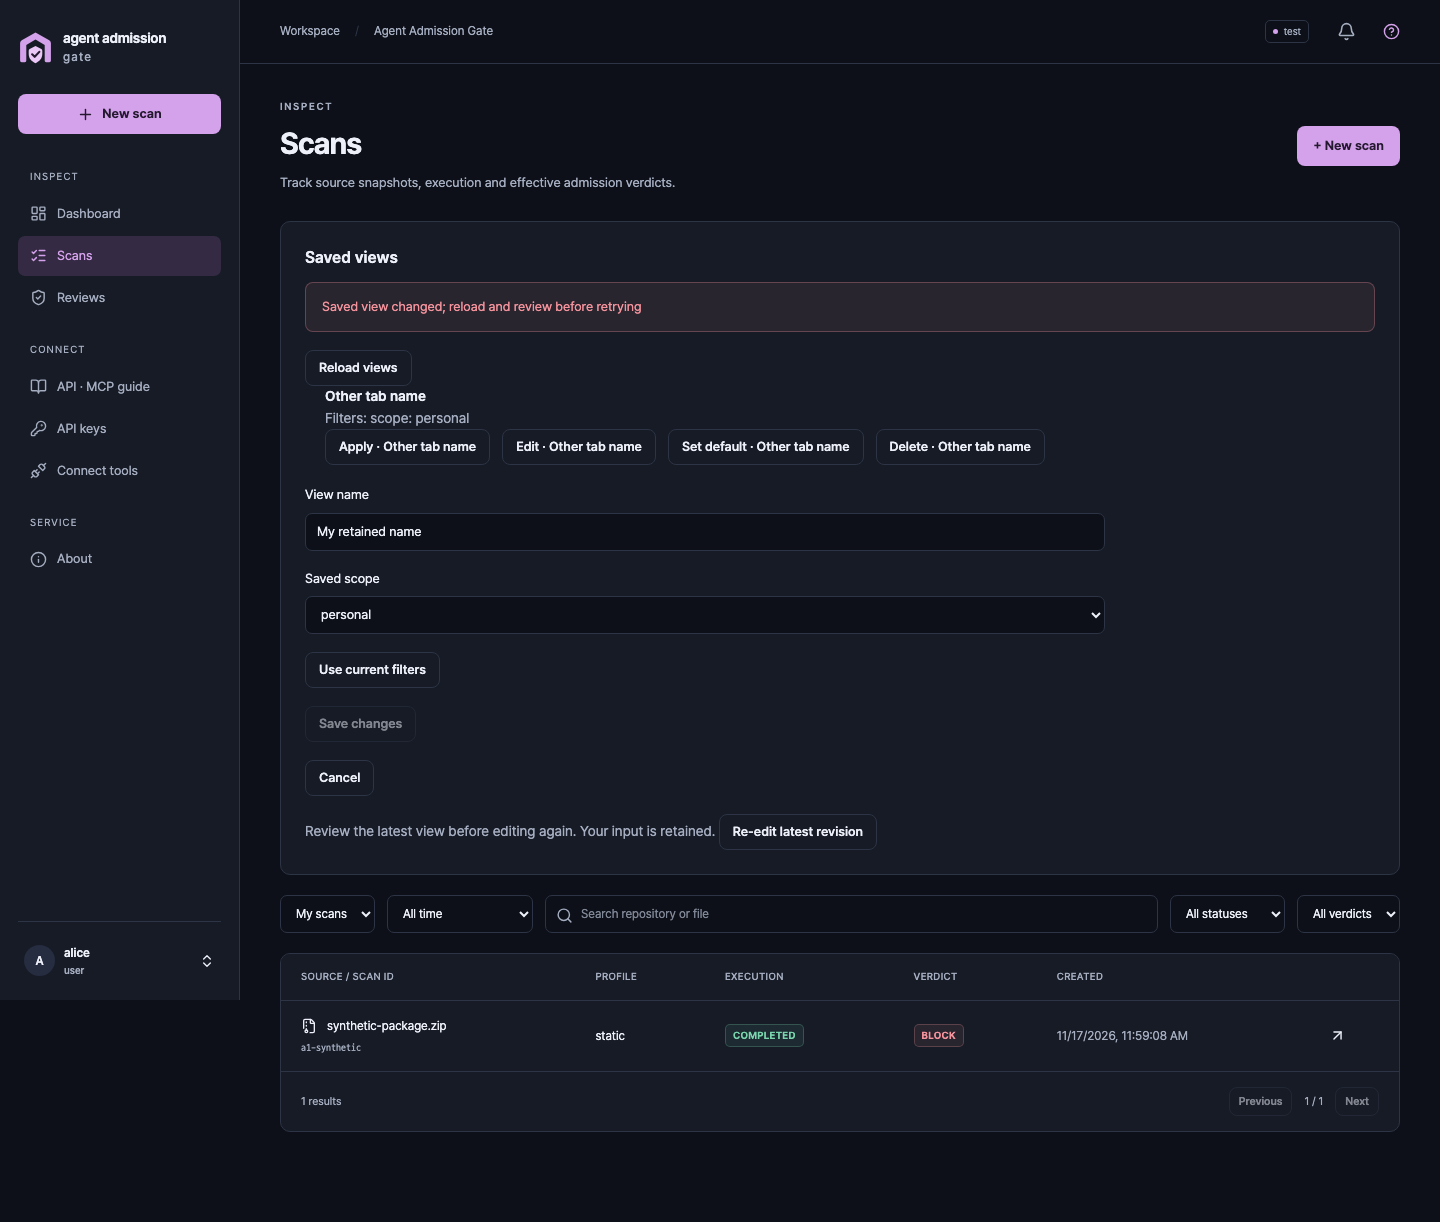 agent admission
gate
New scan
INSPECT
Dashboard
Scans
Reviews
CONNECT
API · MCP guide
API keys
Connect tools
SERVICE
About
A
alice
user
Workspace / Agent Admission Gate
test
INSPECT
Scans
+ New scan
Track source snapshots, execution and effective admission verdicts.
Saved views
Saved view changed; reload and review before retrying
Reload views
Other tab name
Filters: scope: personal
Apply · Other tab name
Edit · Other tab name
Set default · Other tab name
Delete · Other tab name
View name
My retained name
Saved scope
personal
Use current filters
Save changes
Cancel
Review the latest view before editing again. Your input is retained. Re-edit latest revision
My scans
All time
Search repository or file
All statuses
All verdicts
SOURCE / SCAN ID PROFILE EXECUTION VERDICT CREATED
synthetic-package.zip
a1-synthetic
static
COMPLETED
BLOCK
11/17/2026, 11:59:08 AM
1 results
Previous
1 / 1
Next